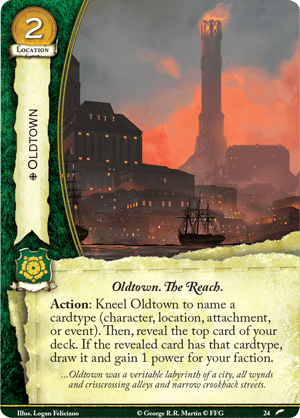 2
LOCATION
OLDTOWN
Oldtown. The Reach.
Action: Kneel Oldtown to name a
cardtype (character, location, attachment,
or event). Then, reveal the top card of your
deck. If the revealed card has that cardtype,
draw it and gain 1 power for your faction.
...Oldtown was a veritable labyrinth of a city, all wynds
and crisscrossing alleys and narrow crookback streets.
Illus. Logan Feliciano
© George R.R. Martin © FFG
24